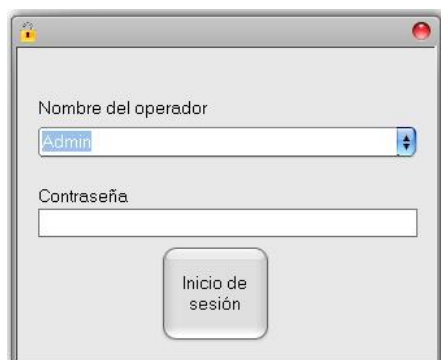 Nombre del operador
Admin
Contraseña
Inicio de
sesión